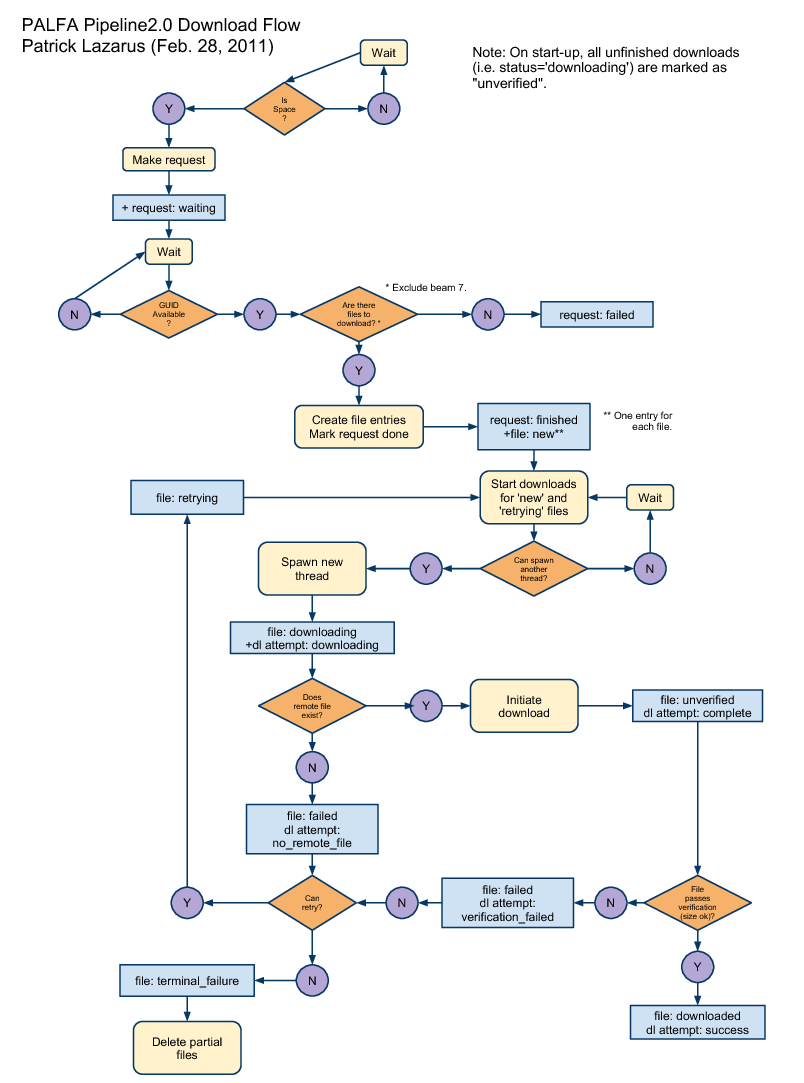 PALFA Pipeline2.0 Download Flow
Patrick Lazarus (Feb. 28, 2011)
Wait
Note: On start-up, all unfinished downloads
(i.e. status='downloading') are marked as
"unverified".
Is
Space
?
Y
N
Make request
+ request: waiting
Wait
* Exclude beam 7.
GUID
Available
?
N
Y
Are there
files to
download? *
N
request: failed
Y
Create file entries
Mark request done
request: finished
+file: new**
** One entry for
each file.
file: retrying
Start downloads
for 'new' and
'retrying' files
Wait
Spawn new
thread
Y
Can spawn
another
thread?
N
file: downloading
+dl attempt: downloading
Does
remote file
exist?
Y
Initiate
download
file: unverified
dl attempt: complete
N
file: failed
dl attempt:
no_remote_file
Y
Can
retry?
N
file: failed
dl attempt:
verification_failed
N
File
passes
verification
(size ok)?
file: terminal_failure
N
Y
Delete partial
files
file: downloaded
dl attempt: success